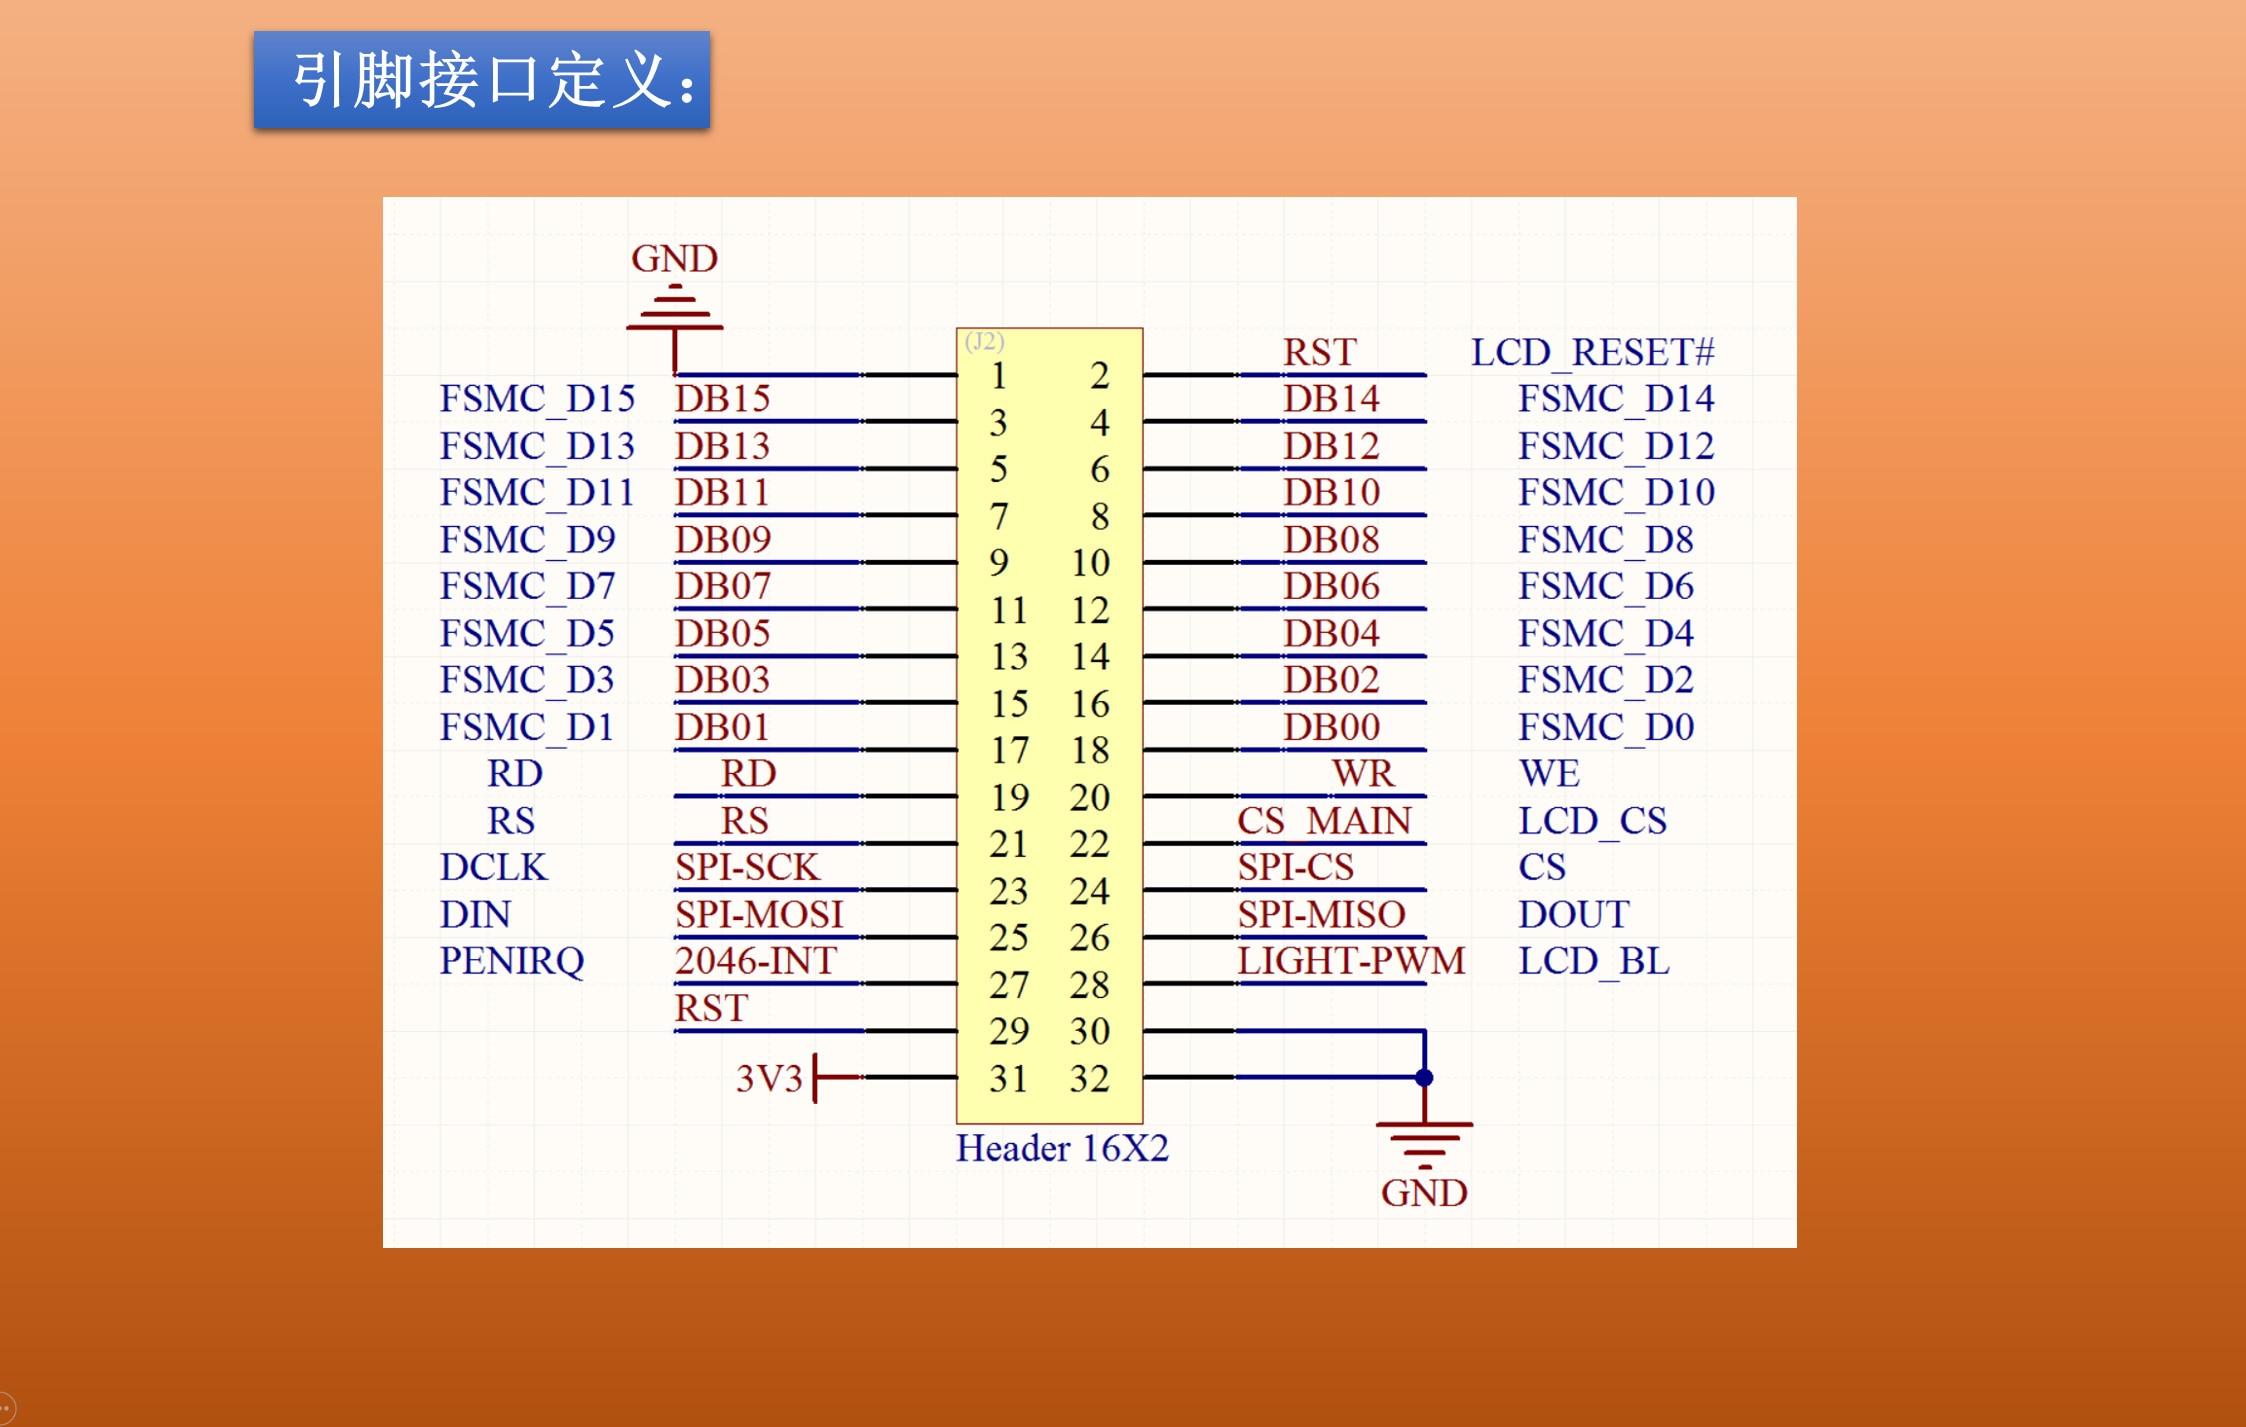 引脚接口定义：
GND
(J2)
1 2 RST LCD_RESET#
FSMC_D15 DB15 3 4 DB14 FSMC_D14
FSMC_D13 DB13 5 6 DB12 FSMC_D12
FSMC_D11 DB11 7 8 DB10 FSMC_D10
FSMC_D9 DB09 9 10 DB08 FSMC_D8
FSMC_D7 DB07 11 12 DB06 FSMC_D6
FSMC_D5 DB05 13 14 DB04 FSMC_D4
FSMC_D3 DB03 15 16 DB02 FSMC_D2
FSMC_D1 DB01 17 18 DB00 FSMC_D0
RD RD 19 20 WR WE
RS RS 21 22 CS_MAIN LCD_CS
DCLK SPI-SCK 23 24 SPI-CS CS
DIN SPI-MOSI 25 26 SPI-MISO DOUT
PENIRQ 2046-INT 27 28 LIGHT-PWM LCD_BL
RST 29 30
3V3 31 32
Header 16X2
GND